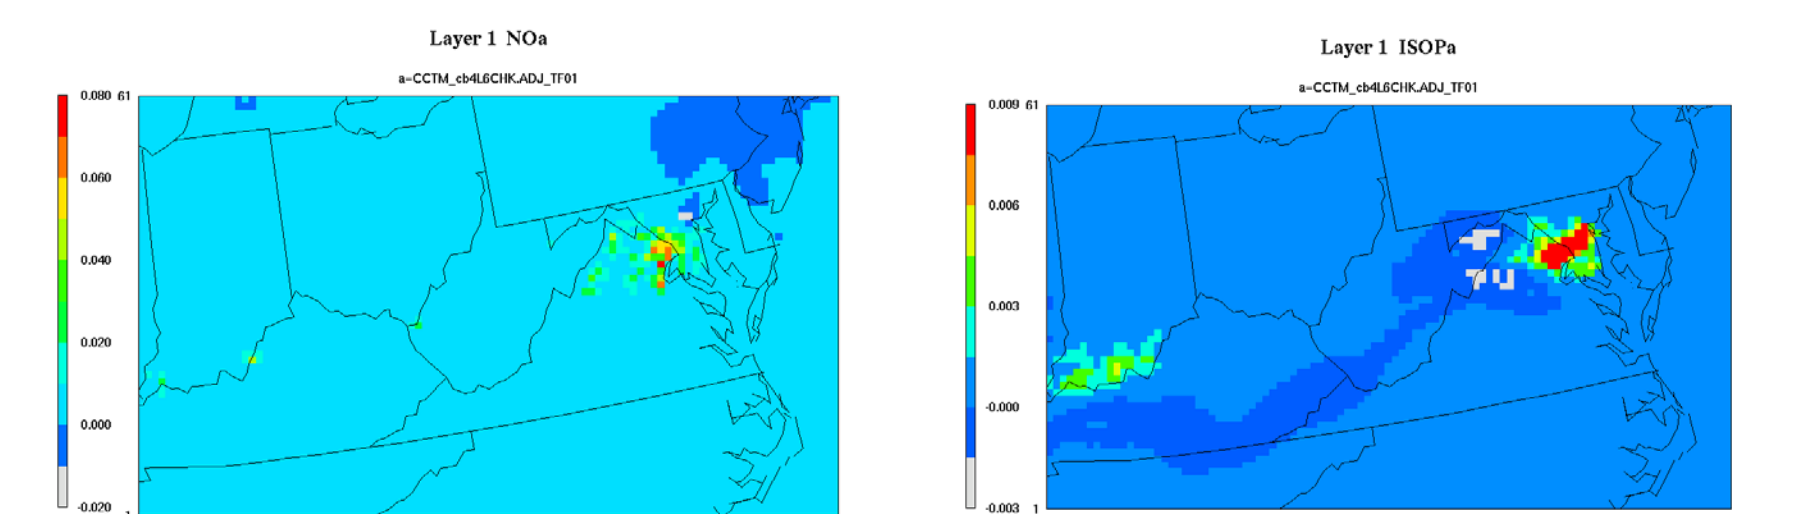 Layer 1 NOa
a=CCTM_cb4L6CHK.ADJ_TF01
0.080 61
0.060
0.040
0.020
0.000
-0.020 1
Layer 1 ISOPa
a=CCTM_cb4L6CHK.ADJ_TF01
0.009 61
0.006
0.003
-0.000
-0.003 1